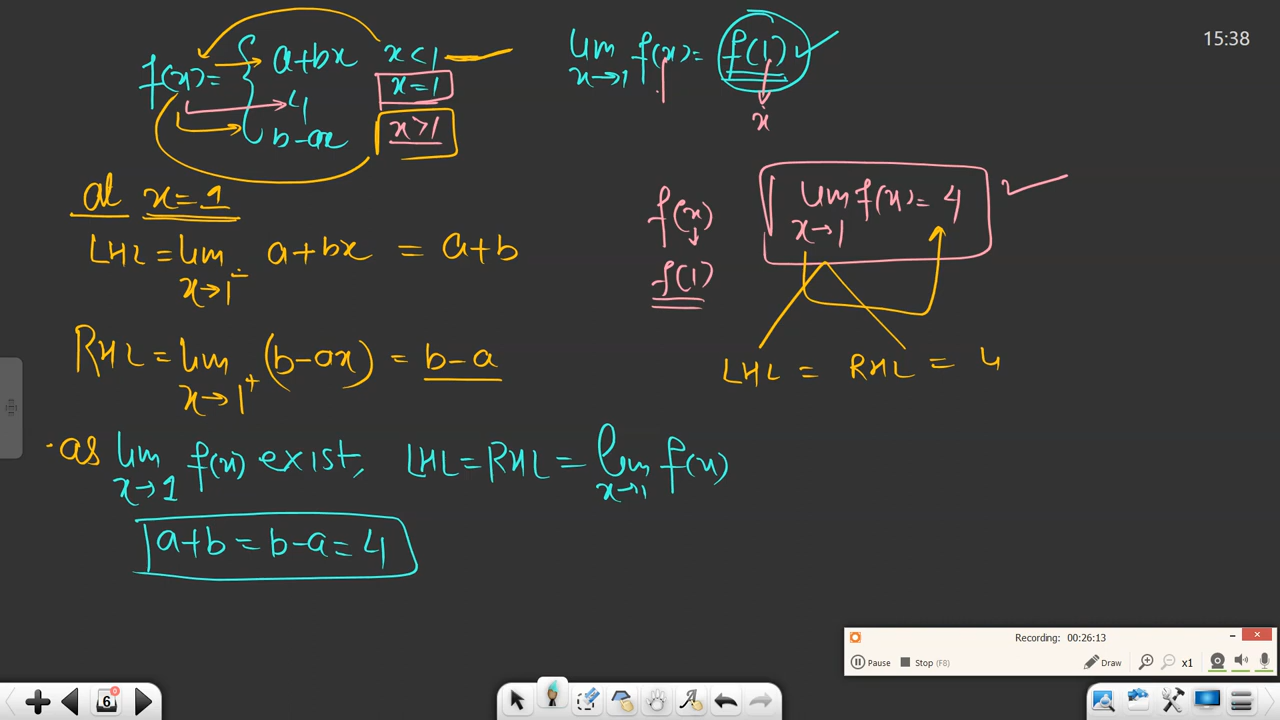 15:38
f(x)= { a+bx x<1
4 x=1
b-ax x>1
lim f(x)= f(1)
x→1
x
at x=1
LHL = lim a+bx = a+b
x→1⁻
RHL = lim (b-ax) = b-a
x→1⁺
f(x)
f(1)
lim f(x)= 4
x→1
LHL = RHL = 4
as lim f(x) exist, LHL=RHL= lim f(x)
x→1 x→1
a+b = b-a = 4
Recording: 00:26:13
Pause Stop (F8) Draw x1
6 0